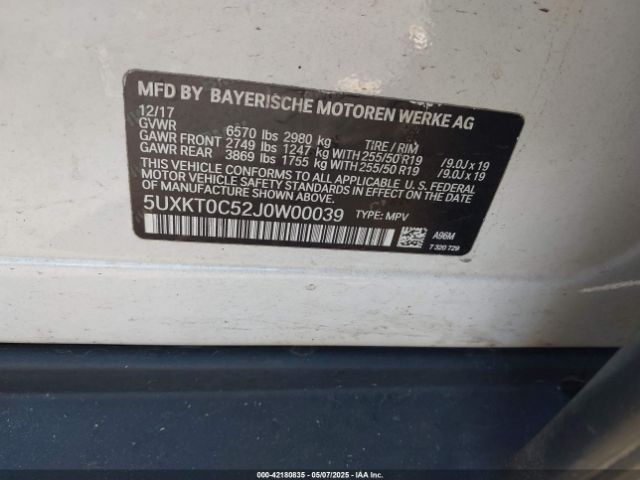 MFD BY BAYERISCHE MOTOREN WERKE AG
12/17
GVWR 6570 lbs 2980 kg TIRE / RIM
GAWR FRONT 2749 lbs 1247 kg WITH 255/50 R19 /9.0J x 19
GAWR REAR 3869 lbs 1755 kg WITH 255/50 R19 /9.0J x 19
THIS VEHICLE CONFORMS TO ALL APPLICABLE U.S. FEDERAL
MOTOR VEHICLE SAFETY STANDARDS IN EFFECT
ON THE DATE OF MANUFACTURE SHOWN ABOVE.
5UXKT0C52J0W00039 TYPE: MPV
A96M
7 320 729
000-42180835 - 05/07/2025 - IAAI.com